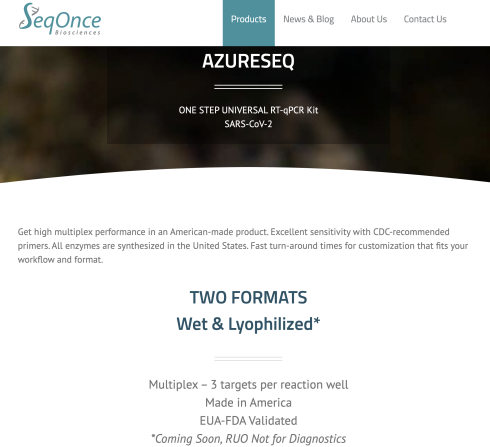 SeqOnce
Biosciences
Products
News & Blog
About Us
Contact Us
AZURESEQ
ONE STEP UNIVERSAL RT-qPCR Kit
SARS-CoV-2
Get high multiplex performance in an American-made product. Excellent sensitivity with CDC-recommended
primers. All enzymes are synthesized in the United States. Fast turn-around times for customization that fits your
workflow and format.
TWO FORMATS
Wet & Lyophilized*
Multiplex – 3 targets per reaction well
Made in America
EUA-FDA Validated
*Coming Soon, RUO Not for Diagnostics